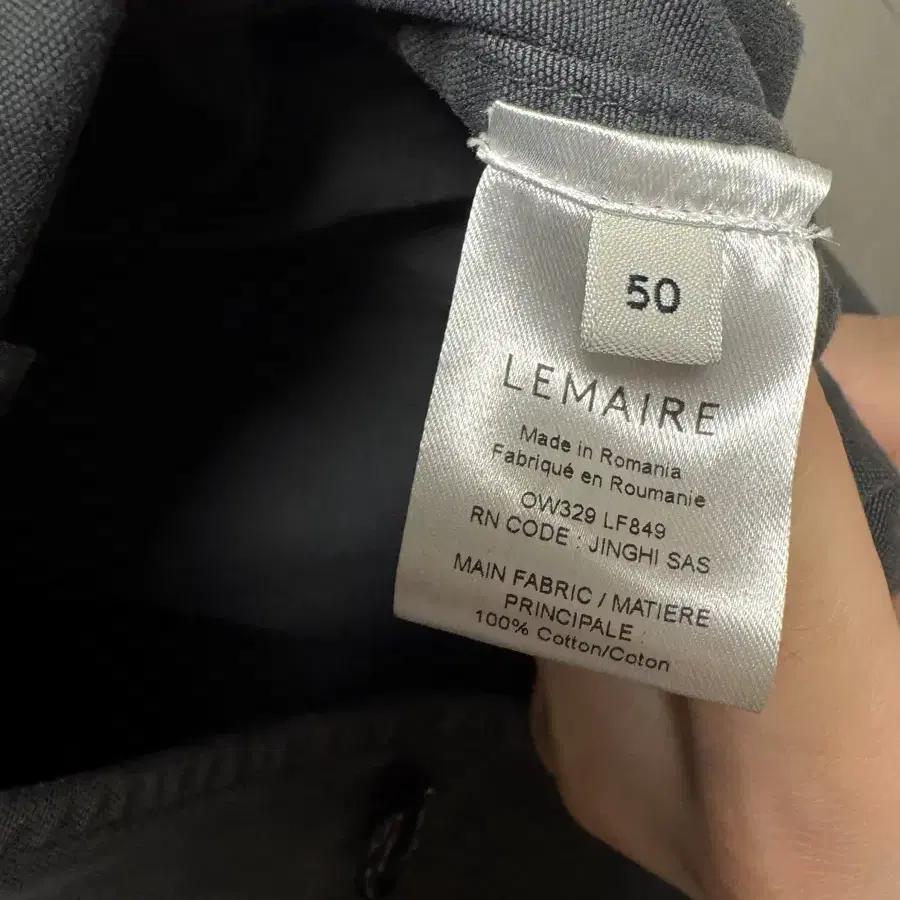 50
LEMAIRE
Made in Romania
Fabriqué en Roumanie
OW329 LF849
RN CODE : JINGHI SAS
MAIN FABRIC / MATIERE
PRINCIPALE :
100% Cotton/Coton